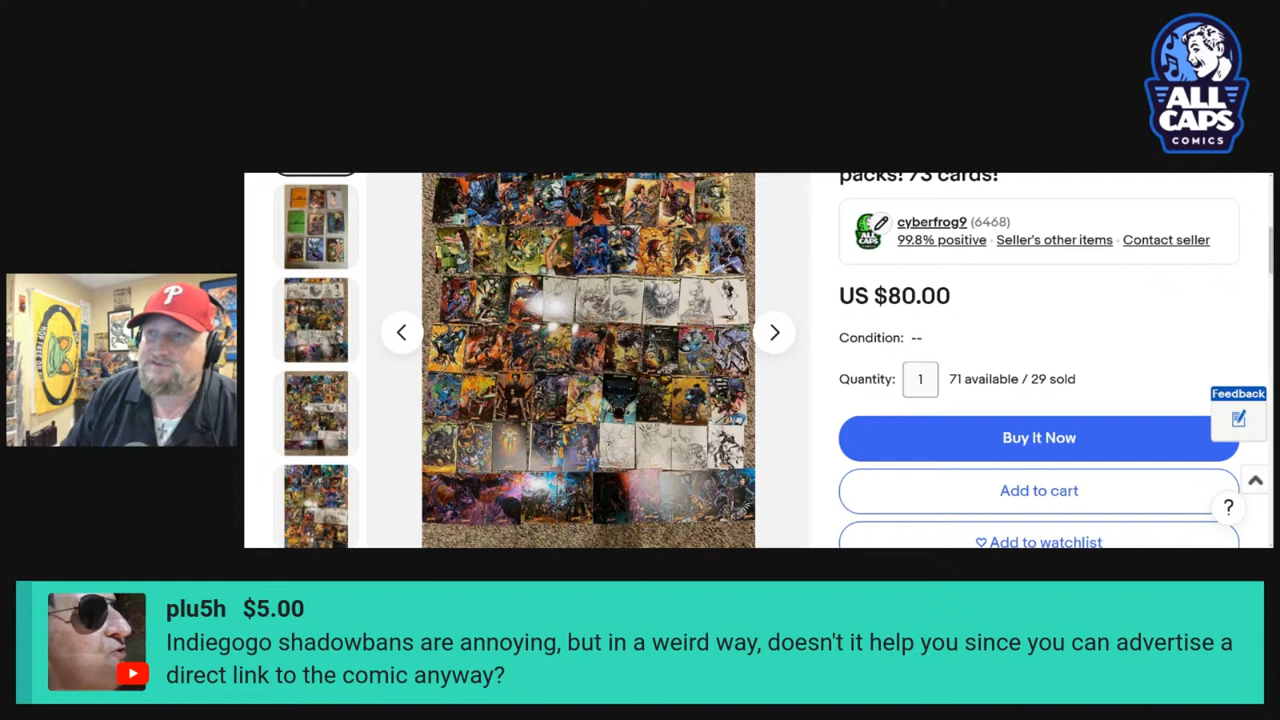 ALL
CAPS
COMICS
packs! 73 cards!
cyberfrog9 (6468)
99.8% positive · Seller's other items · Contact seller
US $80.00
Condition: --
Quantity: 1 71 available / 29 sold
Feedback
Buy It Now
Add to cart
?
Add to watchlist
P
plu5h $5.00
Indiegogo shadowbans are annoying, but in a weird way, doesn't it help you since you can advertise a
direct link to the comic anyway?